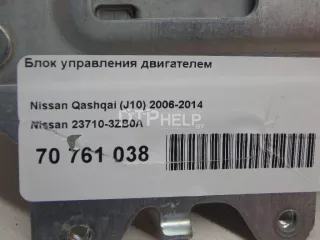 Блок управления двигателем
Nissan Qashqai (J10) 2006-2014
Nissan 23710-3ZB0A
70 761 038